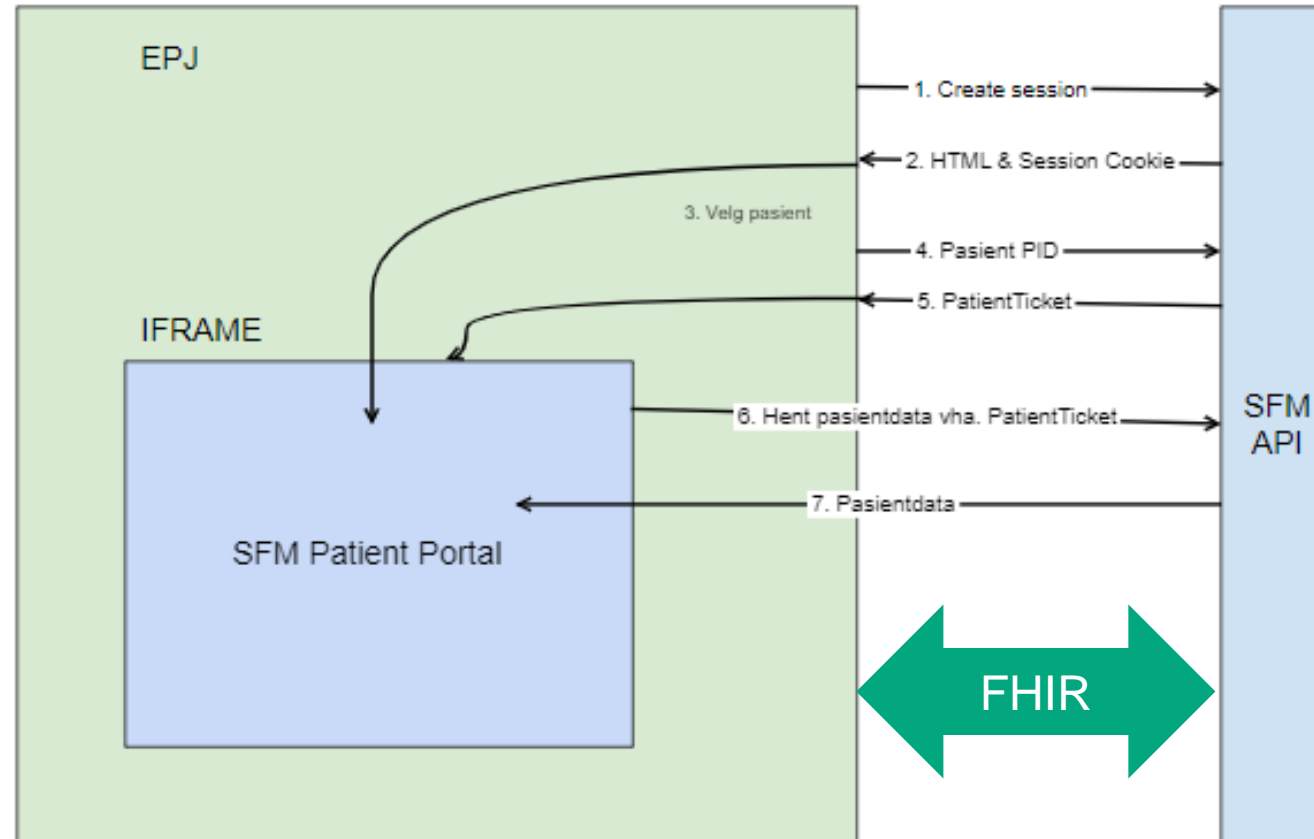 EPJ
1. Create session
2. HTML & Session Cookie
3. Velg pasient
4. Pasient PID
5. PatientTicket
IFRAME
6. Hent pasientdata vha. PatientTicket
SFM
API
7. Pasientdata
SFM Patient Portal
FHIR